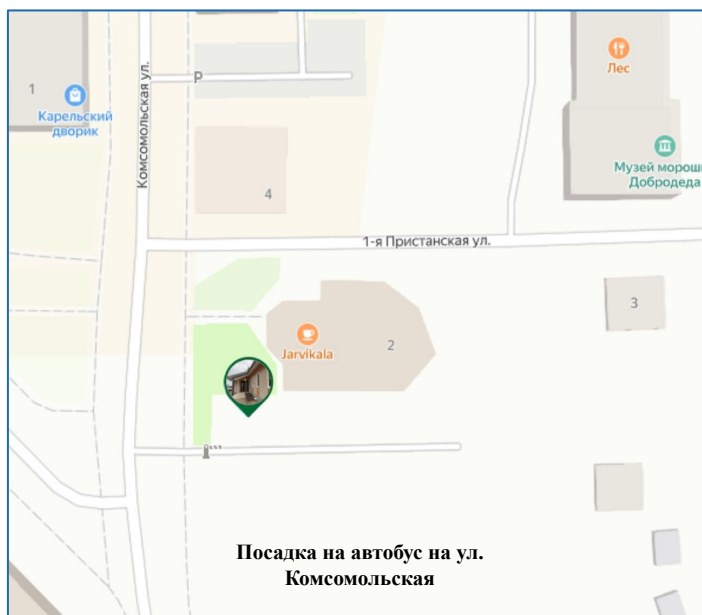 1
Карельский
дворик
Комсомольская ул.
P
4
Лес
Музей морош
Добродеда
1-я Пристанская ул.
3
Jarvikala
2
Посадка на автобус на ул.
Комсомольская